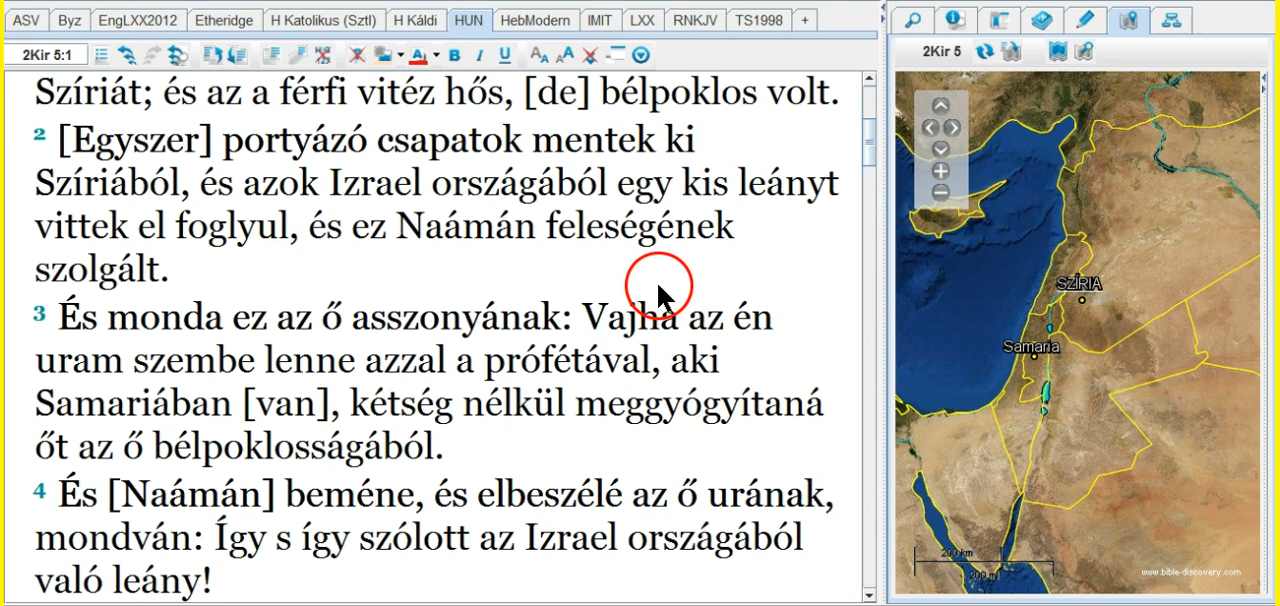 ASV Byz EngLXX2012 Etheridge H Katolikus (Sztl) H Káldi HUN HebModern IMIT LXX RNKJV TS1998 +
2Kir 5:1
2Kir 5
Szíriát; és az a férfi vitéz hős, [de] bélpoklos volt.
2 [Egyszer] portyázó csapatok mentek ki
Szíriából, és azok Izrael országából egy kis leányt
vittek el foglyul, és ez Naámán feleségének
szolgált.
3 És monda ez az ő asszonyának: Vajha az én
uram szembe lenne azzal a prófétával, aki
Samariában [van], kétség nélkül meggyógyítaná
őt az ő bélpoklosságából.
4 És [Naámán] beméne, és elbeszélé az ő urának,
mondván: Így s így szólott az Izrael országából
való leány!
SZÍRIA
Samaria
200 km
200 mi
www.bible-discovery.com